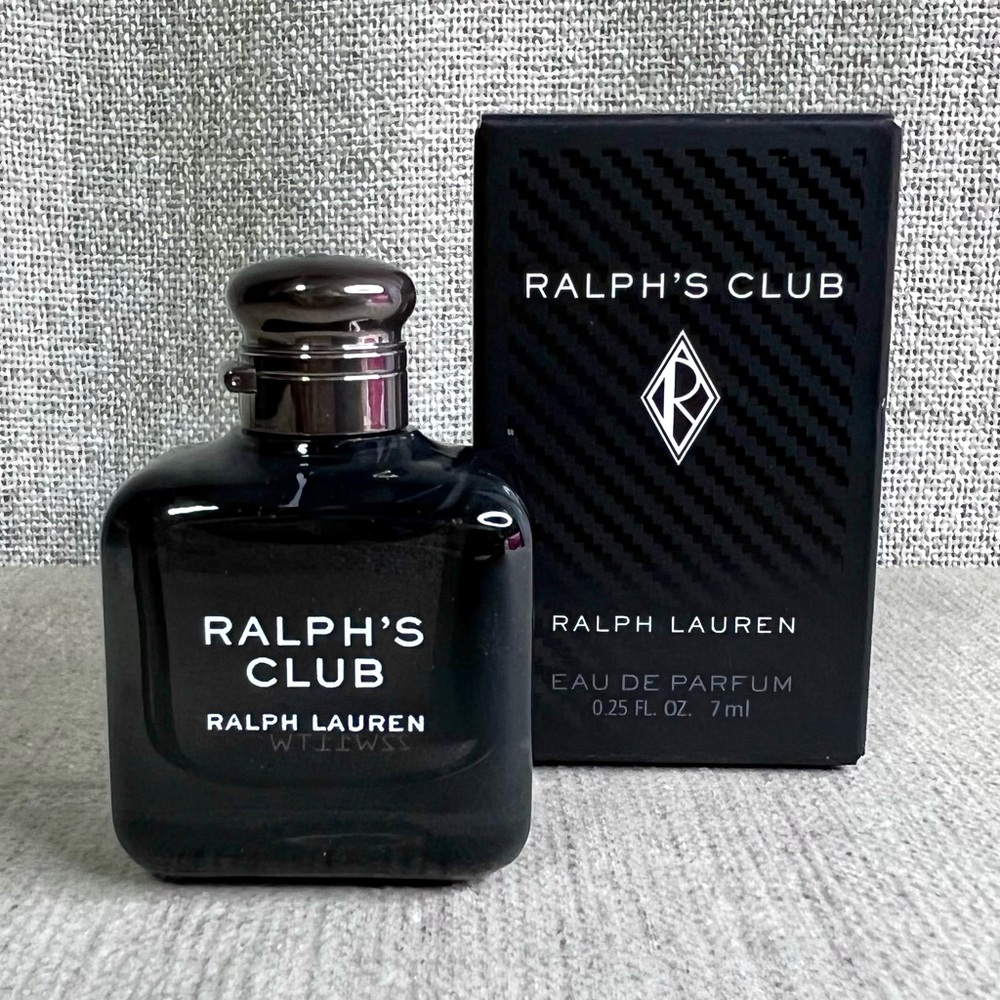 RALPH'S CLUB
R
RALPH LAUREN
EAU DE PARFUM
0.25 FL. OZ. 7 ml
RALPH'S
CLUB
RALPH LAUREN